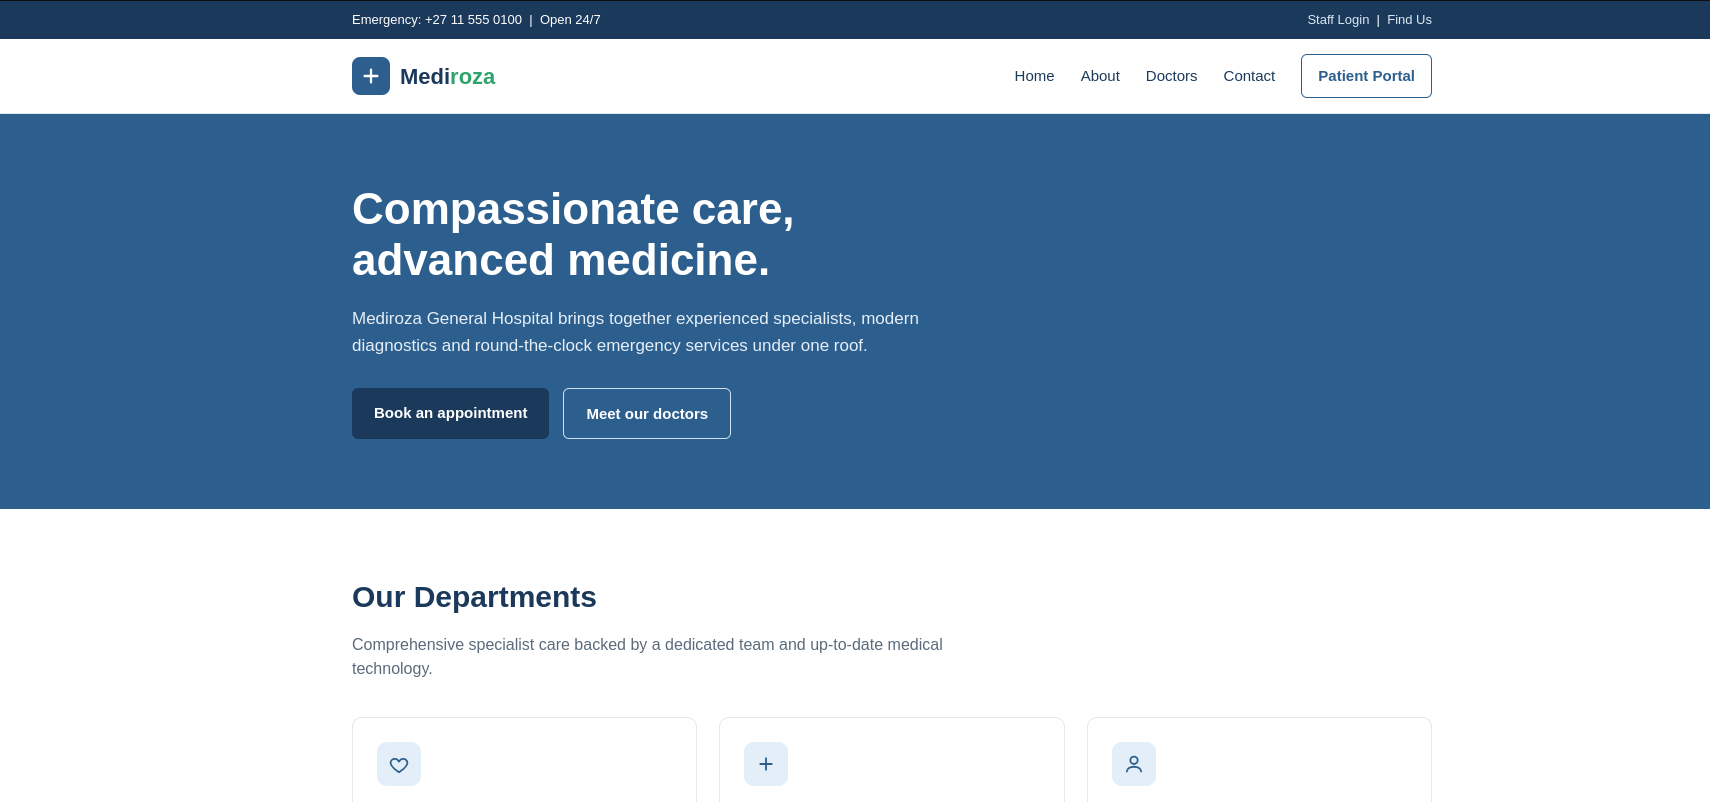 Emergency: +27 11 555 0100 | Open 24/7
Staff Login | Find Us
Mediroza
Home About Doctors Contact Patient Portal
Compassionate care,
advanced medicine.
Mediroza General Hospital brings together experienced specialists, modern
diagnostics and round-the-clock emergency services under one roof.
Book an appointment Meet our doctors
Our Departments
Comprehensive specialist care backed by a dedicated team and up-to-date medical
technology.